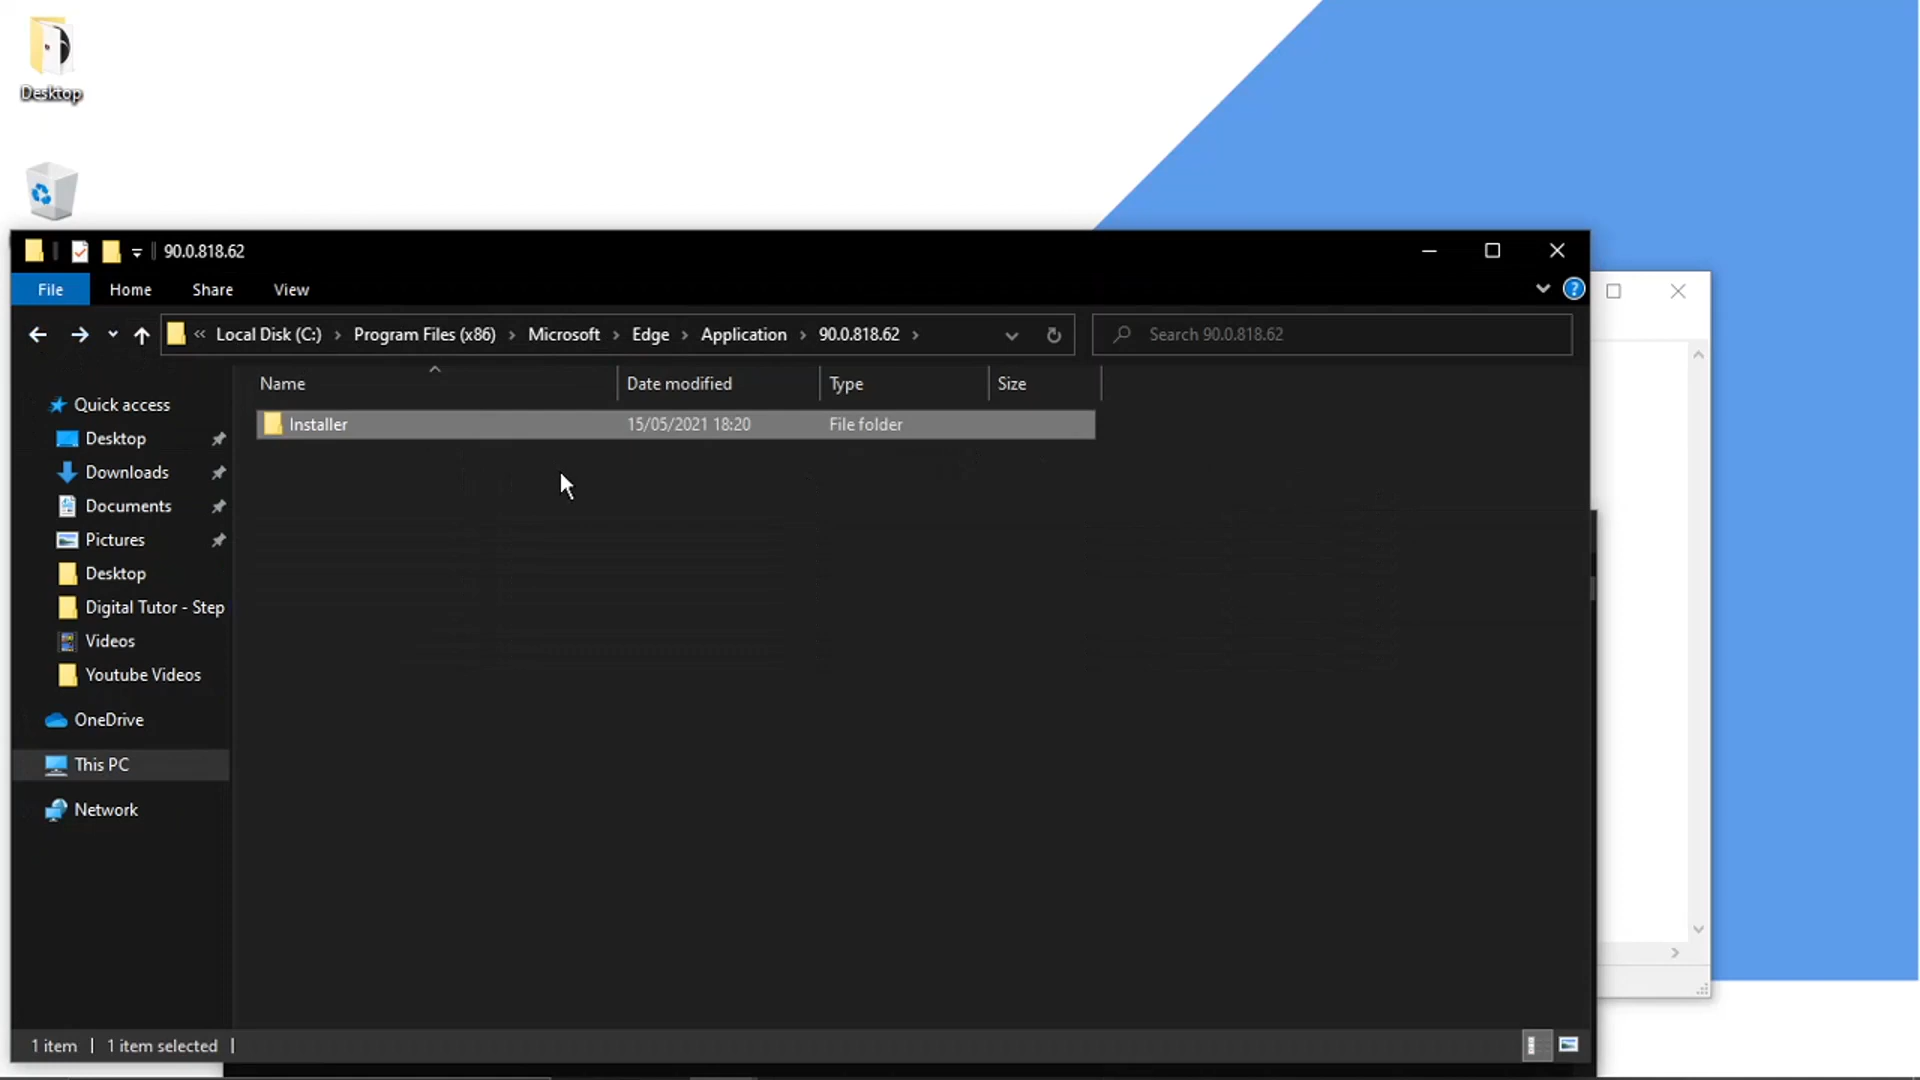 Desktop
90.0.818.62
File Home Share View
« Local Disk (C:) › Program Files (x86) › Microsoft › Edge › Application › 90.0.818.62 › Search 90.0.818.62
Name Date modified Type Size
Installer 15/05/2021 18:20 File folder
Quick access
Desktop
Downloads
Documents
Pictures
Desktop
Digital Tutor - Step
Videos
Youtube Videos
OneDrive
This PC
Network
1 item | 1 item selected |